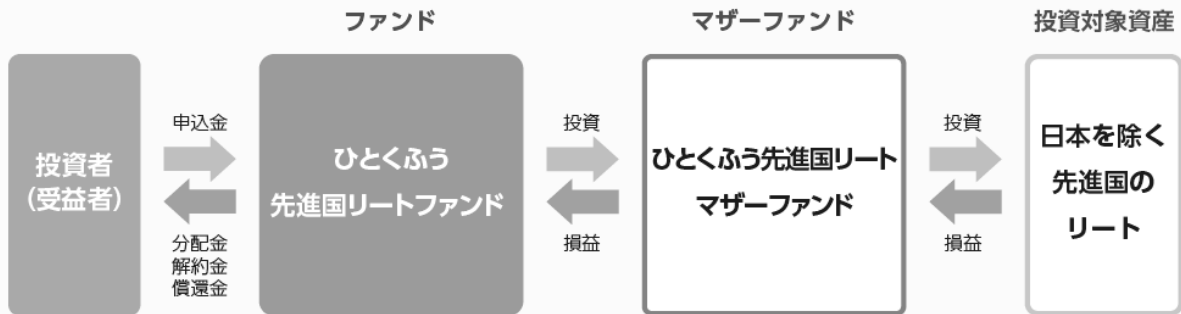 ファンド
マザーファンド
投資対象資産
投資者
(受益者)
申込金
分配金
解約金
償還金
ひとくふう
先進国リートファンド
投資
損益
ひとくふう先進国リート
マザーファンド
投資
損益
日本を除く
先進国の
リート